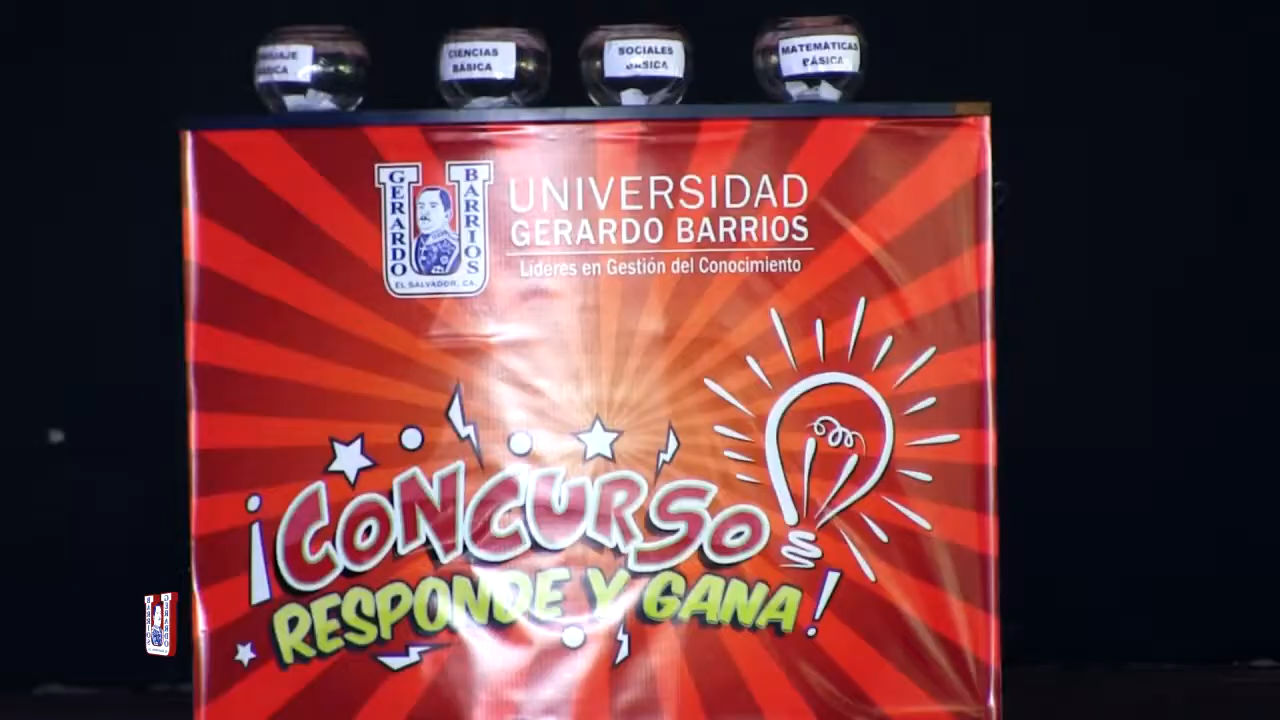 BÁSICA
CIENCIAS
BÁSICA
SOCIALES
BÁSICA
MATEMÁTICAS
BÁSICA
GERARDO
BARRIOS
EL SALVADOR, C.A.
UNIVERSIDAD
GERARDO BARRIOS
Líderes en Gestión del Conocimiento
¡CONCURSO
RESPONDE Y GANA!